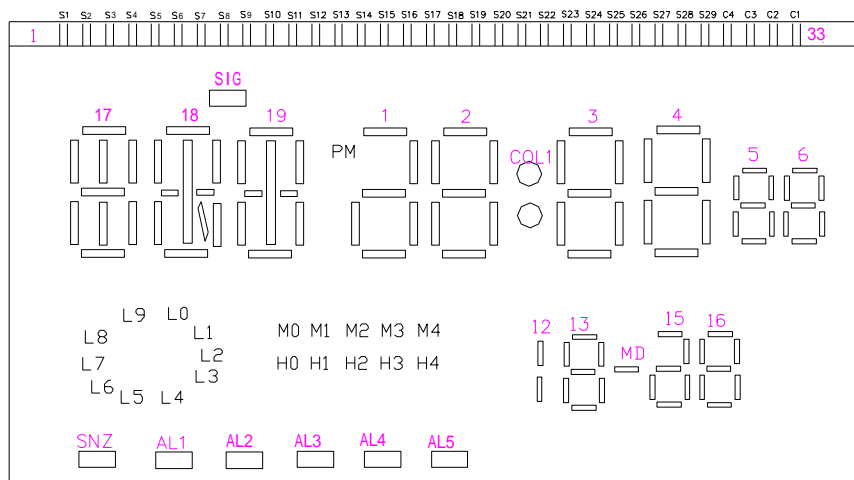 S1 S2 S3 S4 S5 S6 S7 S8 S9 S10 S11 S12 S13 S14 S15 S16 S17 S18 S19 S20 S21 S22 S23 S24 S25 S26 S27 S28 S29 C4 C3 C2 C1
1 33
SIG
17 18 19 1 2 3 4
PM COL1 5 6
L9 L0
L8 L1 M0 M1 M2 M3 M4 12 13 15 16
L7 L2 H0 H1 H2 H3 H4 MD
L6 L3
L5 L4
SNZ AL1 AL2 AL3 AL4 AL5